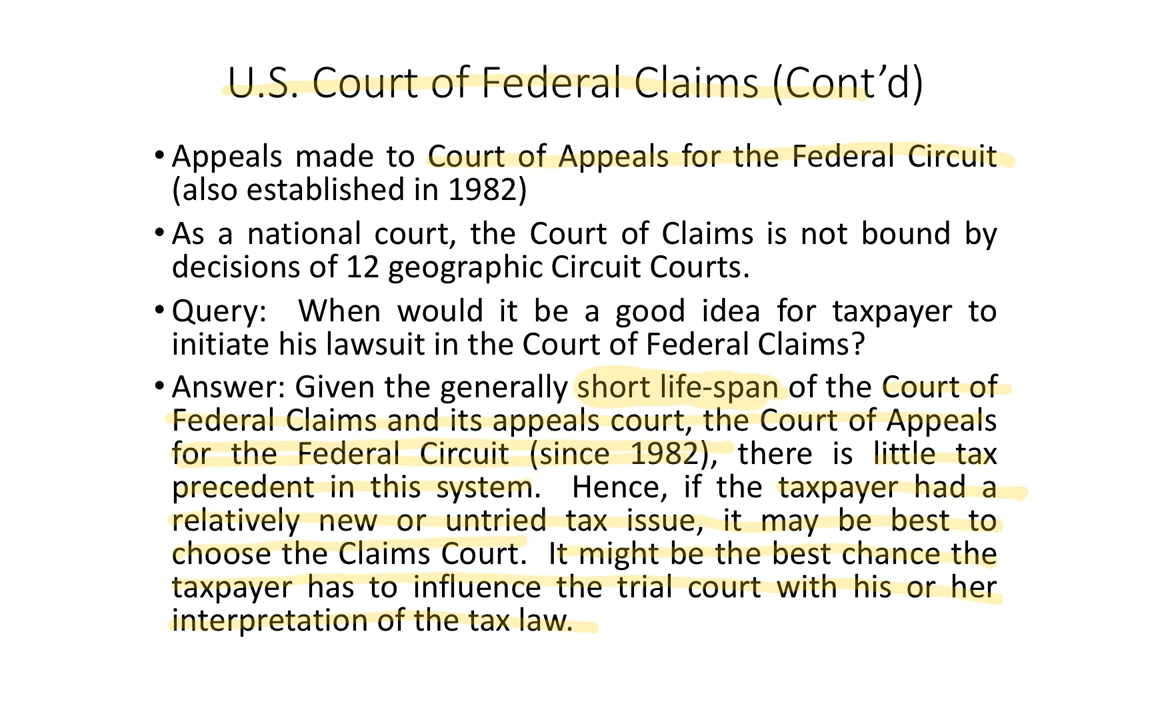 U.S. Court of Federal Claims (Cont’d)
• Appeals made to Court of Appeals for the Federal Circuit
(also established in 1982)
• As a national court, the Court of Claims is not bound by
decisions of 12 geographic Circuit Courts.
• Query: When would it be a good idea for taxpayer to
initiate his lawsuit in the Court of Federal Claims?
• Answer: Given the generally short life-span of the Court of
Federal Claims and its appeals court, the Court of Appeals
for the Federal Circuit (since 1982), there is little tax
precedent in this system. Hence, if the taxpayer had a
relatively new or untried tax issue, it may be best to
choose the Claims Court. It might be the best chance the
taxpayer has to influence the trial court with his or her
interpretation of the tax law.